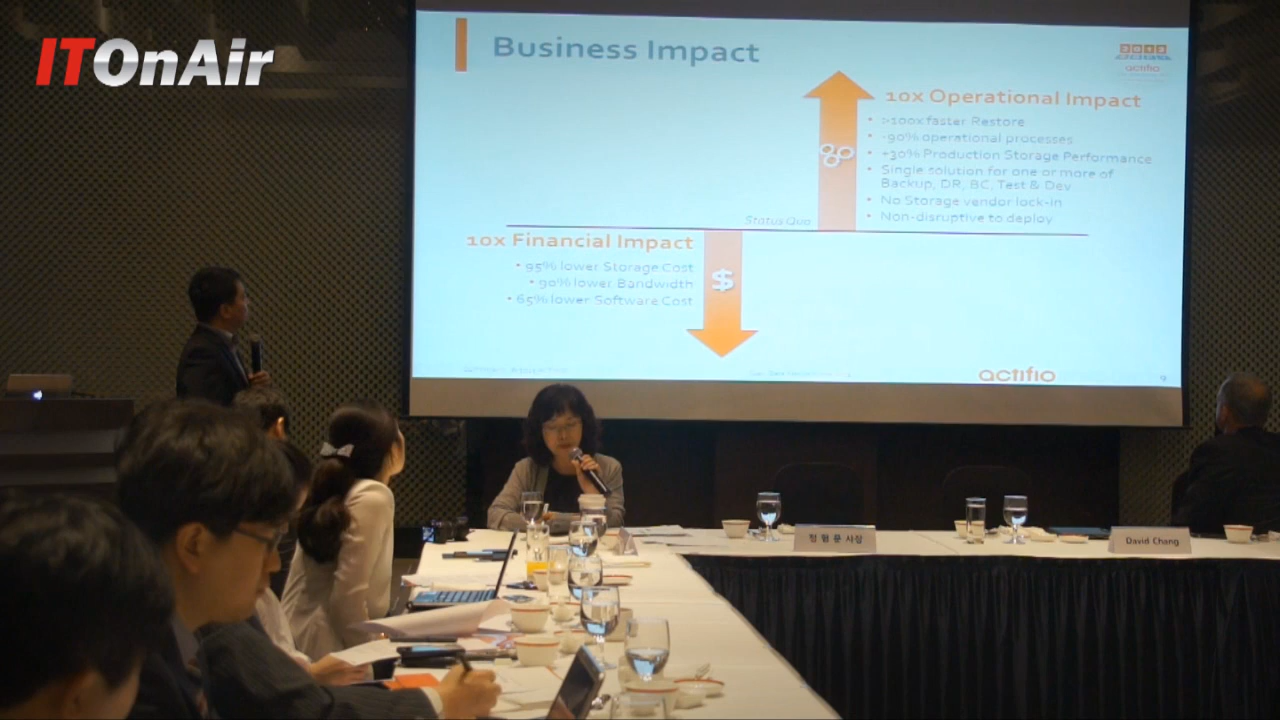 ITOnAir
Business Impact
2012
actifio
10x Operational Impact
• >100x faster Restore
• -90% operational processes
• +30% Production Storage Performance
• Single solution for one or more of
Backup, DR, BC, Test & Dev
• No Storage vendor lock-in
• Non-disruptive to deploy
Status Quo
10x Financial Impact
• 95% lower Storage Cost
• 90% lower Bandwidth
• 65% lower Software Cost
$
actifio
9
David Chang